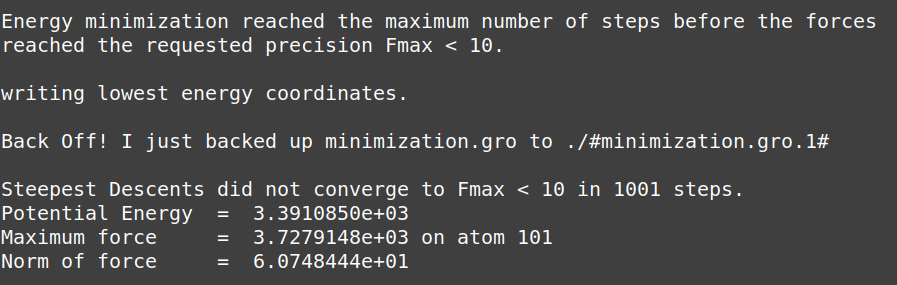 Energy minimization reached the maximum number of steps before the forces
reached the requested precision Fmax < 10.
writing lowest energy coordinates.
Back Off! I just backed up minimization.gro to ./#minimization.gro.1#
Steepest Descents did not converge to Fmax < 10 in 1001 steps.
Potential Energy  =  3.3910850e+03
Maximum force     =  3.7279148e+03 on atom 101
Norm of force     =  6.0748444e+01